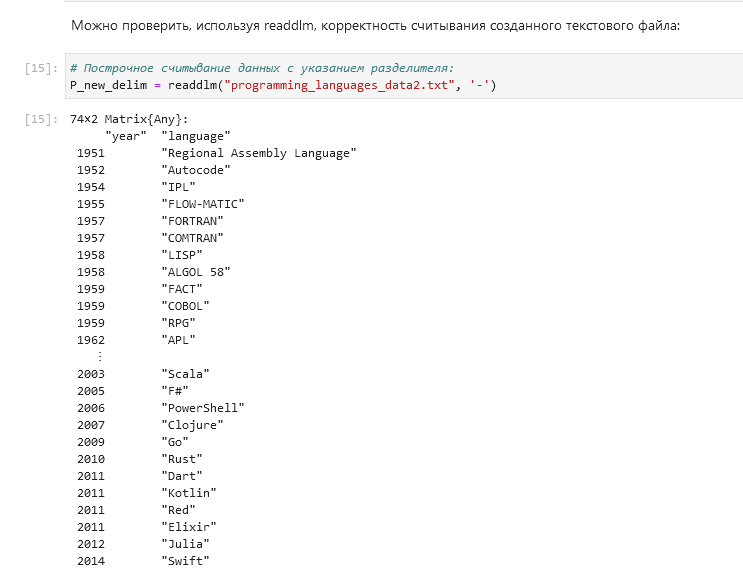 Можно проверить, используя readdlm, корректность считывания созданного текстового файла:
[15]: # Построчное считывание данных с указанием разделителя:
P_new_delim = readdlm("programming_languages_data2.txt", '-')
[15]: 74×2 Matrix{Any}:
"year" "language"
1951 "Regional Assembly Language"
1952 "Autocode"
1954 "IPL"
1955 "FLOW-MATIC"
1957 "FORTRAN"
1957 "COMTRAN"
1958 "LISP"
1958 "ALGOL 58"
1959 "FACT"
1959 "COBOL"
1959 "RPG"
1962 "APL"
⋮
2003 "Scala"
2005 "F#"
2006 "PowerShell"
2007 "Clojure"
2009 "Go"
2010 "Rust"
2011 "Dart"
2011 "Kotlin"
2011 "Red"
2011 "Elixir"
2012 "Julia"
2014 "Swift"